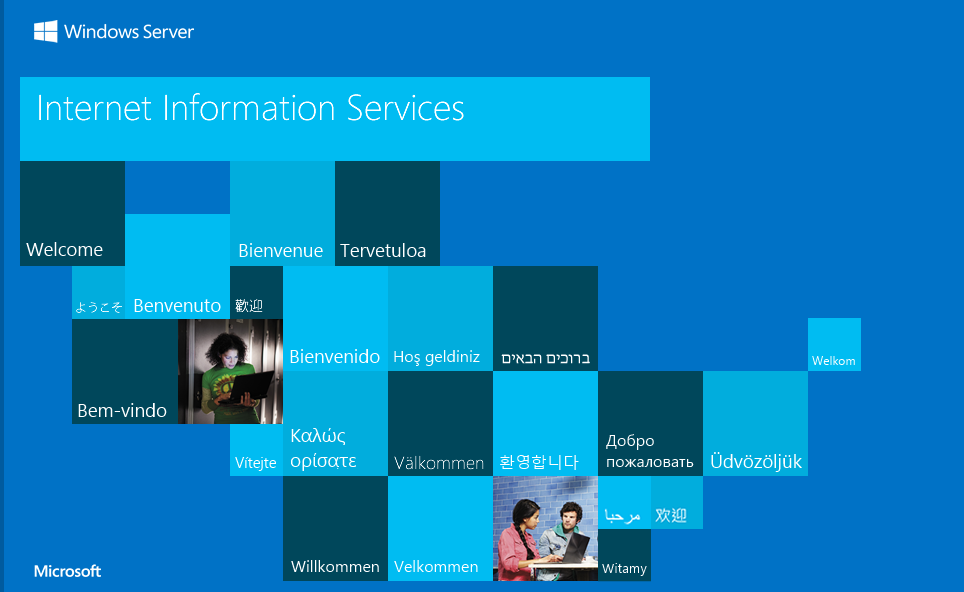 Windows Server
Internet Information Services
Welcome
Bienvenue
Tervetuloa
ようこそ
Benvenuto
歡迎
Bienvenido
Hoş geldiniz
ברוכים הבאים
Welkom
Bem-vindo
Vítejte
Καλώς
ορίσατε
Välkommen
환영합니다
Добро
пожаловать
Üdvözöljük
Willkommen
Velkommen
مرحبا
欢迎
Witamy
Microsoft